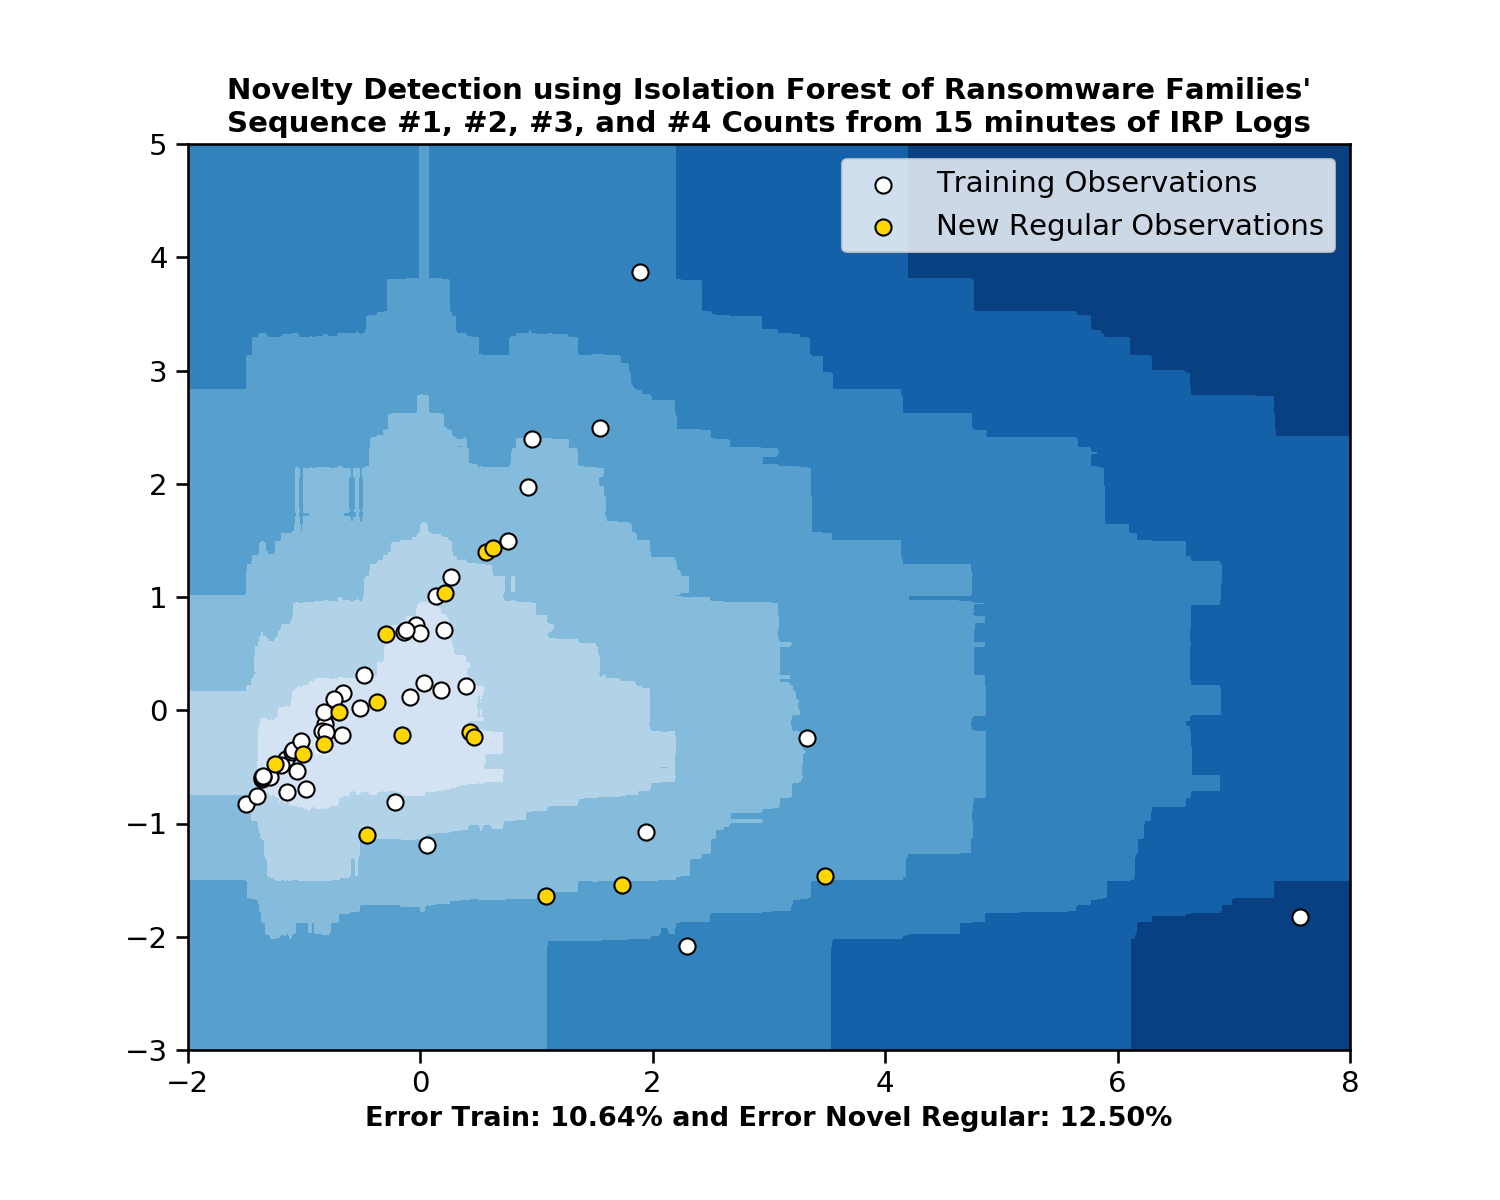 Novelty Detection using Isolation Forest of Ransomware Families'
Sequence #1, #2, #3, and #4 Counts from 15 minutes of IRP Logs
Training Observations
New Regular Observations
5
4
3
2
1
0
−1
−2
−3
−2 0 2 4 6 8
Error Train: 10.64% and Error Novel Regular: 12.50%